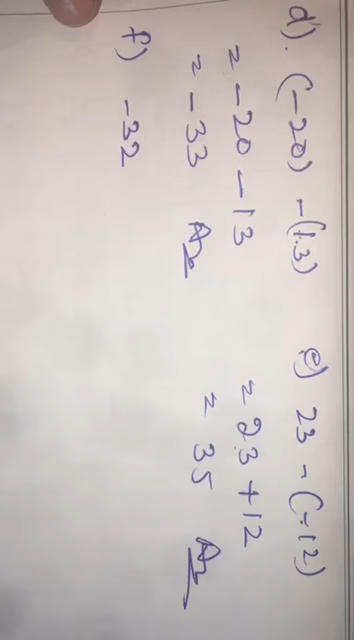 d). (-20) -(13)
= -20 -13
= -33 Ans
e) 23 -(-12)
= 23 +12
= 35 Ans
f) -32